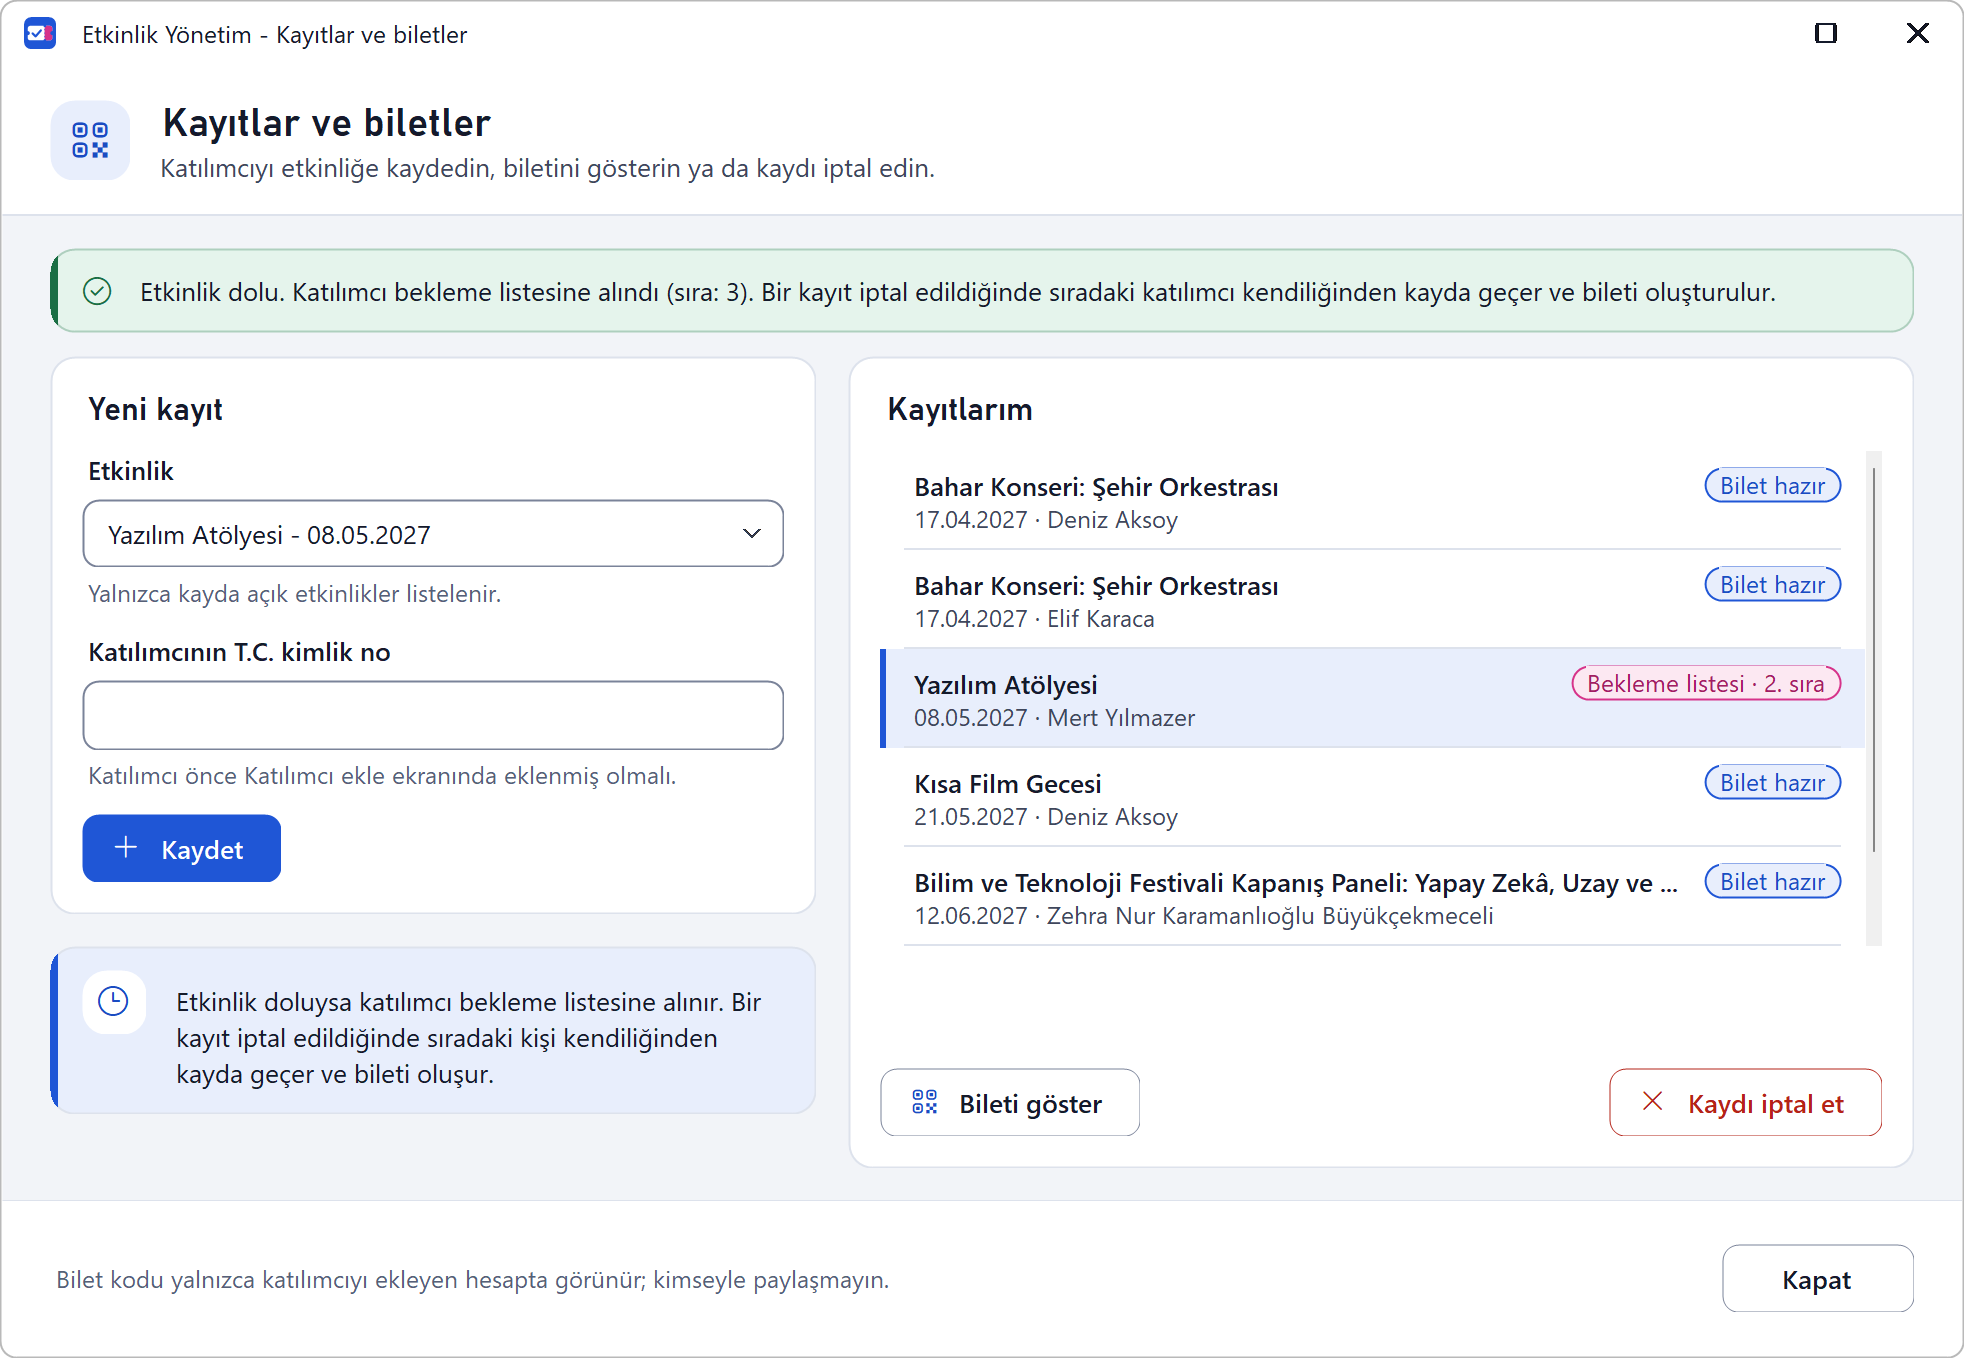 Etkinlik Yönetim - Kayıtlar ve biletler
Kayıtlar ve biletler
Katılımcıyı etkinliğe kaydedin, biletini gösterin ya da kaydı iptal edin.
Etkinlik dolu. Katılımcı bekleme listesine alındı (sıra: 3). Bir kayıt iptal edildiğinde sıradaki katılımcı kendiliğinden kayda geçer ve bileti oluşturulur.
Yeni kayıt
Etkinlik
Yazılım Atölyesi - 08.05.2027
Yalnızca kayda açık etkinlikler listelenir.
Katılımcının T.C. kimlik no
Katılımcı önce Katılımcı ekle ekranında eklenmiş olmalı.
Kaydet
Etkinlik doluysa katılımcı bekleme listesine alınır. Bir
kayıt iptal edildiğinde sıradaki kişi kendiliğinden
kayda geçer ve bileti oluşur.
Kayıtlarım
Bahar Konseri: Şehir Orkestrası
Bilet hazır
17.04.2027 · Deniz Aksoy
Bahar Konseri: Şehir Orkestrası
Bilet hazır
17.04.2027 · Elif Karaca
Yazılım Atölyesi
Bekleme listesi · 2. sıra
08.05.2027 · Mert Yılmazer
Kısa Film Gecesi
Bilet hazır
21.05.2027 · Deniz Aksoy
Bilim ve Teknoloji Festivali Kapanış Paneli: Yapay Zekâ, Uzay ve ...
Bilet hazır
12.06.2027 · Zehra Nur Karamanlıoğlu Büyükçekmeceli
Bileti göster
Kaydı iptal et
Bilet kodu yalnızca katılımcıyı ekleyen hesapta görünür; kimseyle paylaşmayın.
Kapat